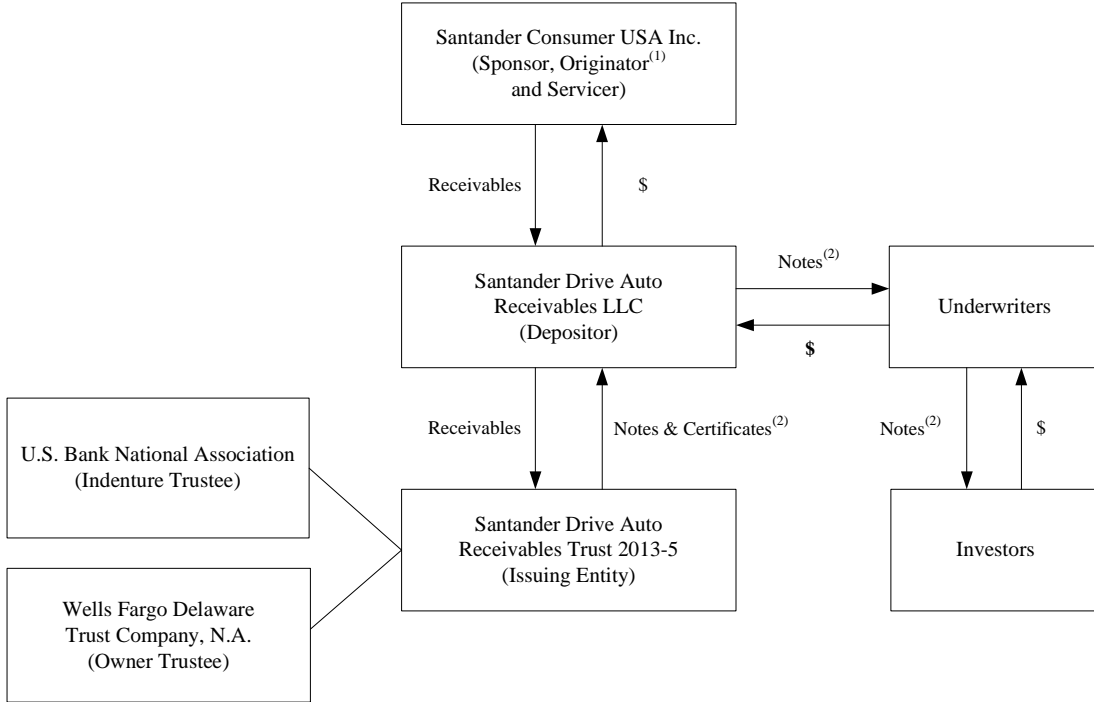 Santander Consumer USA Inc.
(Sponsor, Originator(1)
and Servicer)
Receivables
$
Santander Drive Auto
Receivables LLC
(Depositor)
Notes(2)
$
Underwriters
Receivables
Notes & Certificates(2)
Notes(2)
$
U.S. Bank National Association
(Indenture Trustee)
Santander Drive Auto
Receivables Trust 2013-5
(Issuing Entity)
Investors
Wells Fargo Delaware
Trust Company, N.A.
(Owner Trustee)